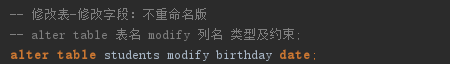 -- 修改表-修改字段：不重命名版
-- alter table 表名 modify 列名 类型及约束;
alter table students modify birthday date;